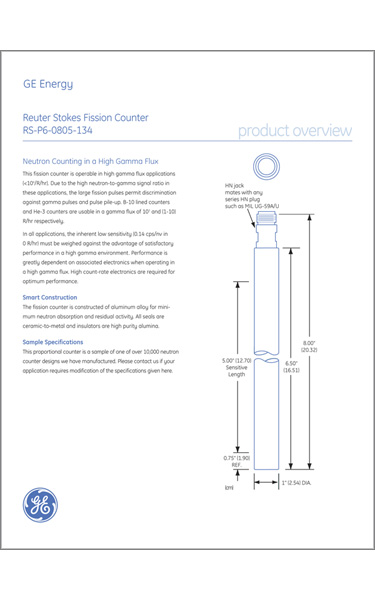 GE Energy
Reuter Stokes Fission Counter
RS-P6-0805-134
product overview
Neutron Counting in a High Gamma Flux
This fission counter is operable in high gamma flux applications
Due to the high neutron-to-gamma signal ratio in
these applications, the large fission pulses permit discrimination
against gamma pulses and pulse pile-up. B-10 lined counters
and He-3 counters are usable in a gamma flux of
R/hr respectively.
In all applications, the inherent low sensitivity (0.14 cps/nv in
0 R/hr) must be weighed against the advantage of satisfactory
performance in a high gamma environment. Performance is
greatly dependent on associated electronics when operating in
a high gamma flux. High count-rate electronics are required for
optimum performance.
Smart Construction
The fission counter is constructed of aluminum alloy for mini-
mum neutron absorption and residual activity. All seals are
ceramic-to-metal and insulators are high purity alumina.
Sample Specifications
This proportional counter is a sample of one of over 10,000 neutron
counter designs we have manufactured. Please contact us if your
application requires modification of the specifications given here.
HN jack
mates with any
series HN plug
such as MIL UG-59A/U
8.00"
(20.32)
5.00" (12.70)
Sensitive
Length
6.50"
(16.51)
0.75" (1.90)
REF.
1" (2.54) DIA.
GE